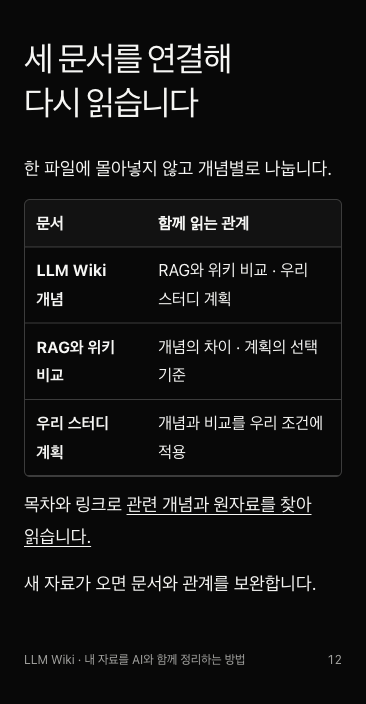 세 문서를 연결해
다시 읽습니다
한 파일에 몰아넣지 않고 개념별로 나눕니다.
문서 함께 읽는 관계
LLM Wiki 개념 RAG와 위키 비교 · 우리 스터디 계획
RAG와 위키 비교 개념의 차이 · 계획의 선택 기준
우리 스터디 계획 개념과 비교를 우리 조건에 적용
목차와 링크로 관련 개념과 원자료를 찾아
읽습니다.
새 자료가 오면 문서와 관계를 보완합니다.
LLM Wiki · 내 자료를 AI와 함께 정리하는 방법 12